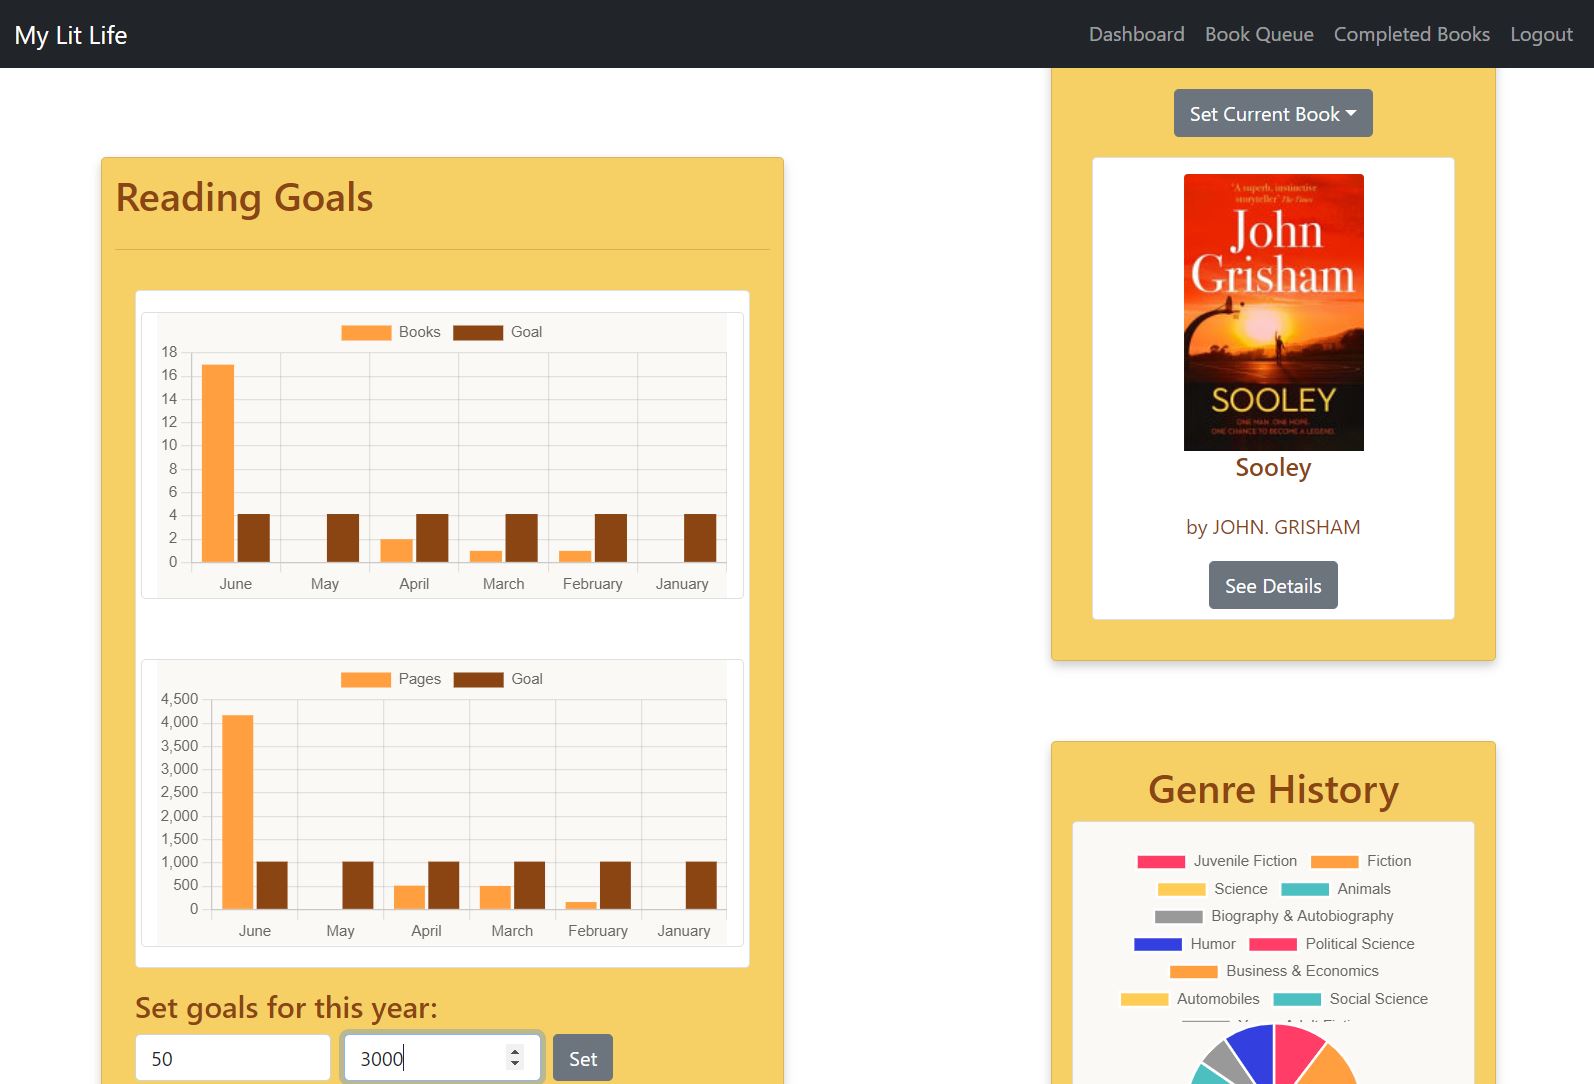 My Lit Life
Dashboard Book Queue Completed Books Logout
Reading Goals
Books Goal
18
16
14
12
10
8
6
4
2
0
June May April March February January
Pages Goal
4,500
4,000
3,500
3,000
2,500
2,000
1,500
1,000
500
0
June May April March February January
Set goals for this year:
50 3000 Set
Set Current Book
'A superb, instinctive
storyteller' The Times
John
Grisham
SOOLEY
ONE MAN. ONE HOPE.
ONE CHANCE TO BECOME A LEGEND.
Sooley
by JOHN. GRISHAM
See Details
Genre History
Juvenile Fiction Fiction
Science Animals
Biography & Autobiography
Humor Political Science
Business & Economics
Automobiles Social Science